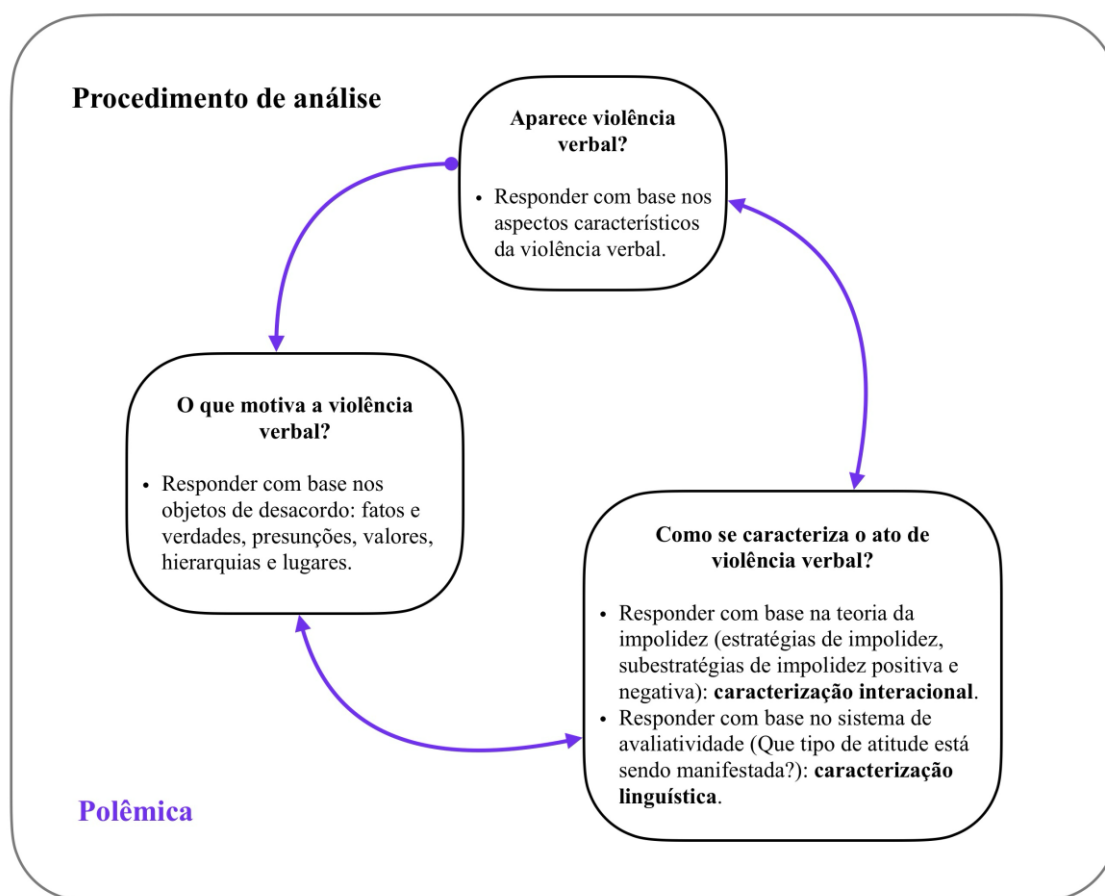 Procedimento de análise
Aparece violência
verbal?
• Responder com base nos
aspectos característicos
da violência verbal.
O que motiva a violência
verbal?
• Responder com base nos
objetos de desacordo: fatos e
verdades, presunções, valores,
hierarquias e lugares.
Como se caracteriza o ato de
violência verbal?
• Responder com base na teoria da
impolidez (estratégias de impolidez,
subestratégias de impolidez positiva e
negativa): caracterização interacional.
• Responder com base no sistema de
avaliatividade (Que tipo de atitude está
sendo manifestada?): caracterização
linguística.
Polêmica